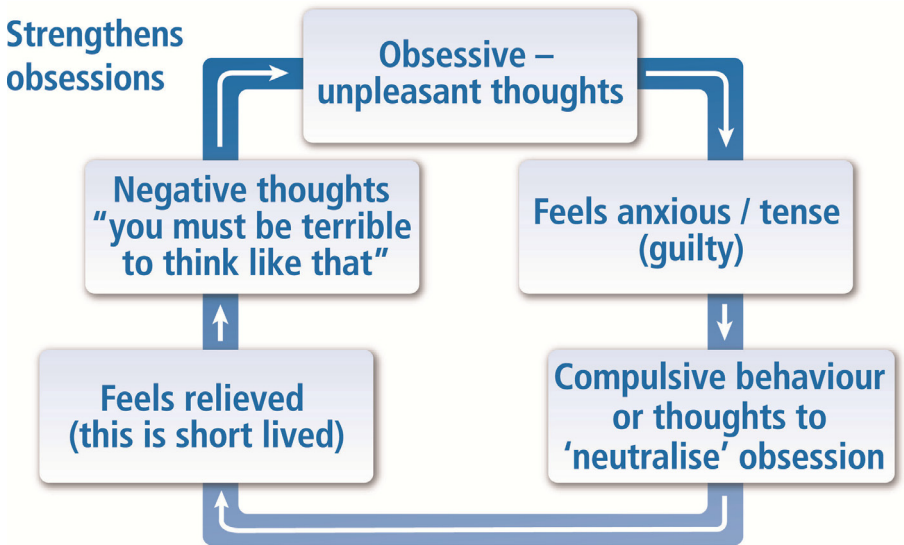 Strengthens
obsessions
Obsessive –
unpleasant thoughts
Feels anxious / tense
(guilty)
Compulsive behaviour
or thoughts to
‘neutralise’ obsession
Feels relieved
(this is short lived)
Negative thoughts
“you must be terrible
to think like that”